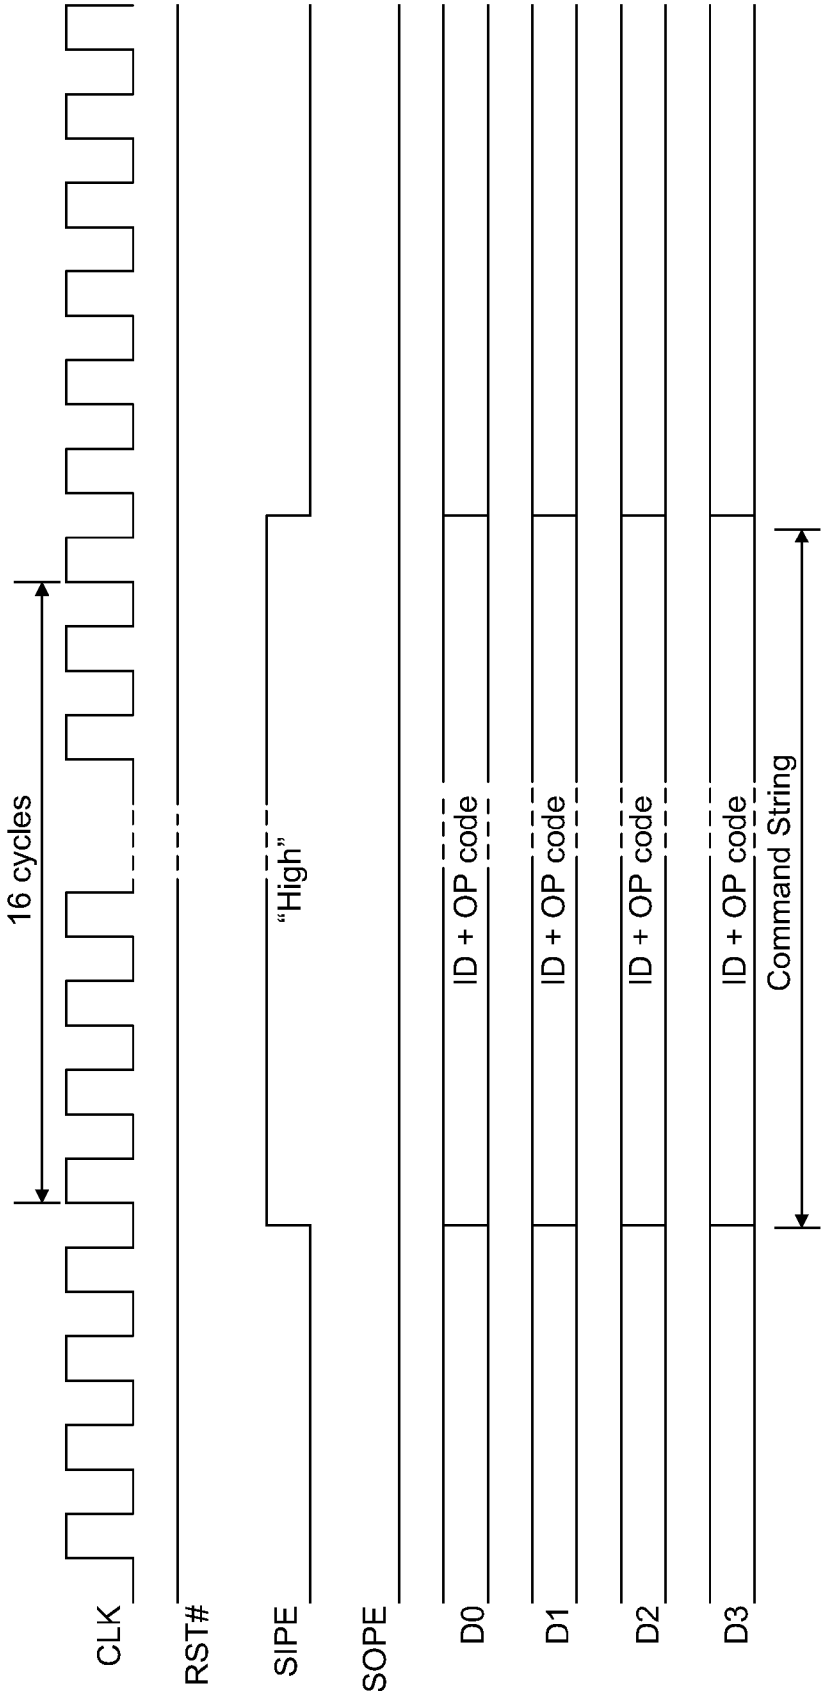 16 cycles
CLK
RST#
SIPE
“High”
SOPE
D0
ID + OP code
D1
ID + OP code
D2
ID + OP code
D3
ID + OP code
Command String